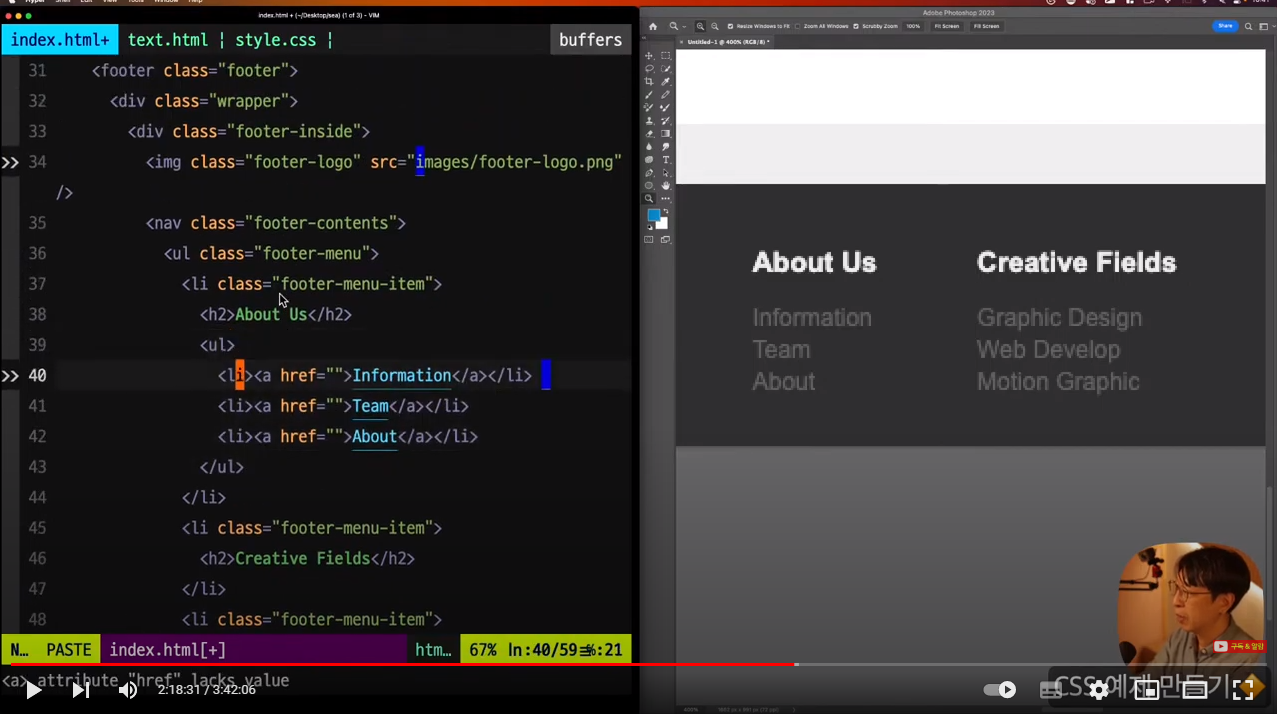 index.html + (~/Desktop/sea) (1 of 3) - VIM
index.html+ text.html ¦ style.css ¦ buffers
31 <footer class="footer">
32 <div class="wrapper">
33 <div class="footer-inside">
>> 34 <img class="footer-logo" src="images/footer-logo.png"
/>
35 <nav class="footer-contents">
36 <ul class="footer-menu">
37 <li class="footer-menu-item">
38 <h2>About Us</h2>
39 <ul>
>> 40 <li><a href="">Information</a></li>
41 <li><a href="">Team</a></li>
42 <li><a href="">About</a></li>
43 </ul>
44 </li>
45 <li class="footer-menu-item">
46 <h2>Creative Fields</h2>
47 </li>
48 <li class="footer-menu-item">
N… PASTE index.html[+] htm… 67% ln:40/59 :21
<a> attribute "href" lacks value
Adobe Photoshop 2023
Resize Windows to Fit Zoom All Windows Scrubby Zoom 100% Fit Screen Fill Screen Share
Untitled-1 @ 400% (RGB/8) *
About Us Creative Fields
Information Graphic Design
Team Web Develop
About Motion Graphic
구독 & 알람
2:18:31 / 3:42:06
CSS 예제 만들기